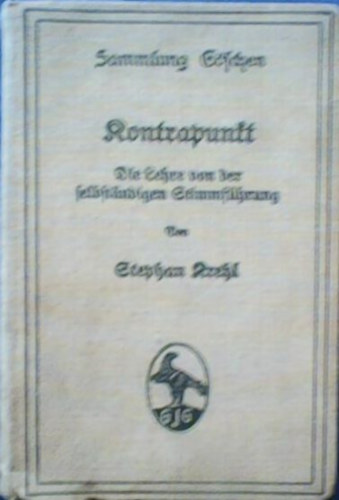 Sammlung Göschen
Kontrapunkt
Die Lehre von der
selbständigen Stimmführung
Von
Stephan Krehl
GJG